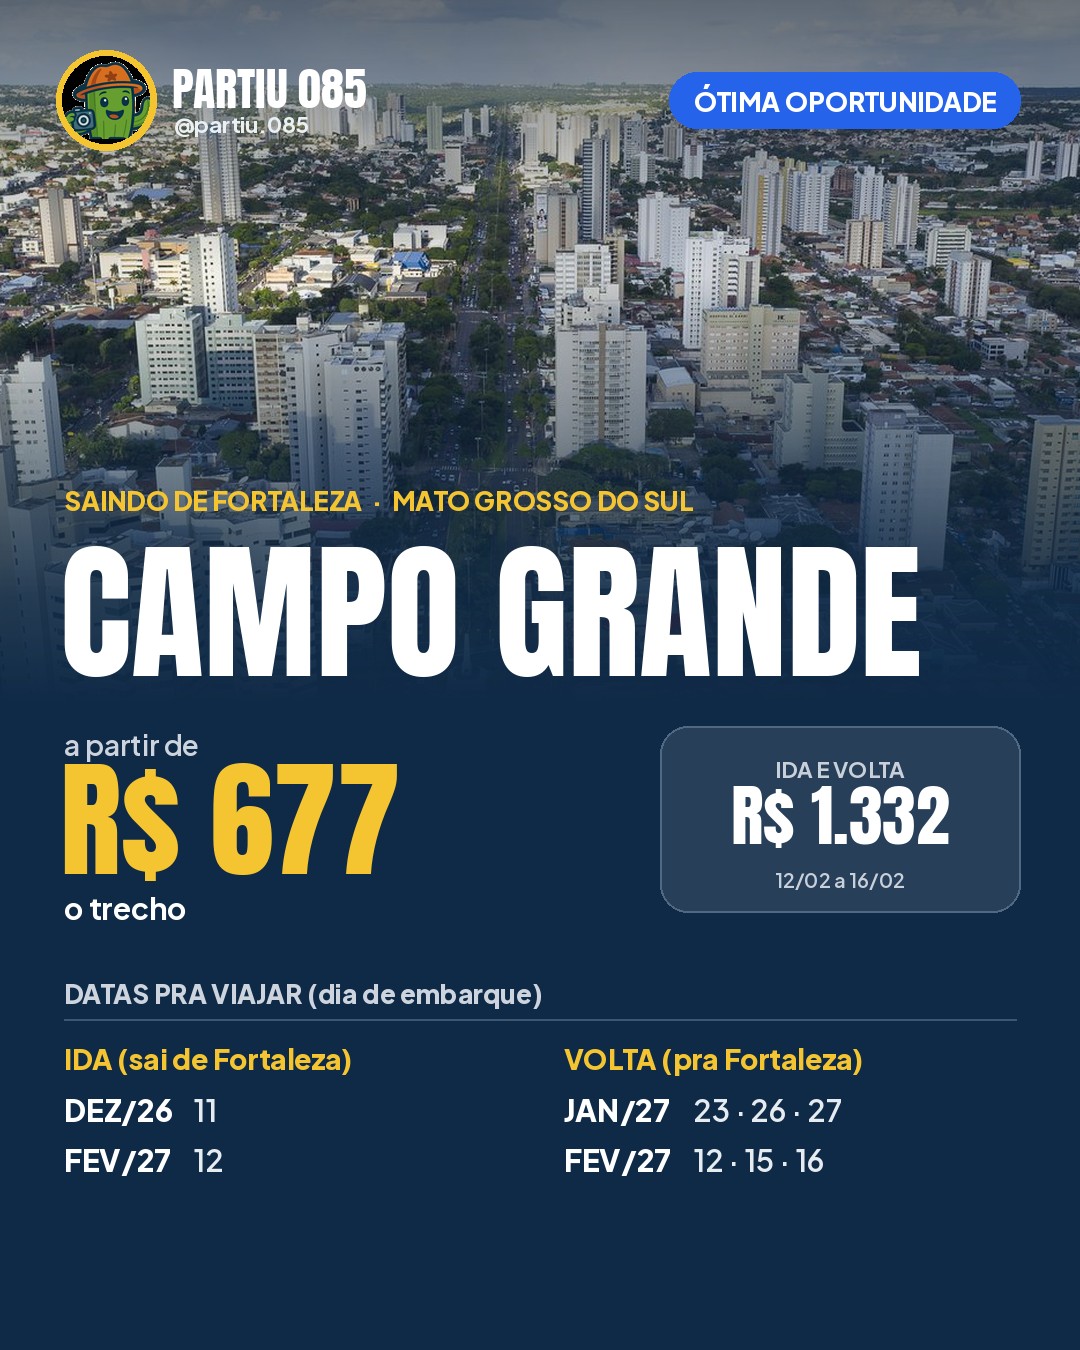 PARTIU 085
@partiu.085
ÓTIMA OPORTUNIDADE
SAINDO DE FORTALEZA · MATO GROSSO DO SUL
CAMPO GRANDE
a partir de
R$ 677
o trecho
IDA E VOLTA
R$ 1.332
12/02 a 16/02
DATAS PRA VIAJAR (dia de embarque)
IDA (sai de Fortaleza)
DEZ/26 11
FEV/27 12
VOLTA (pra Fortaleza)
JAN/27 23 · 26 · 27
FEV/27 12 · 15 · 16